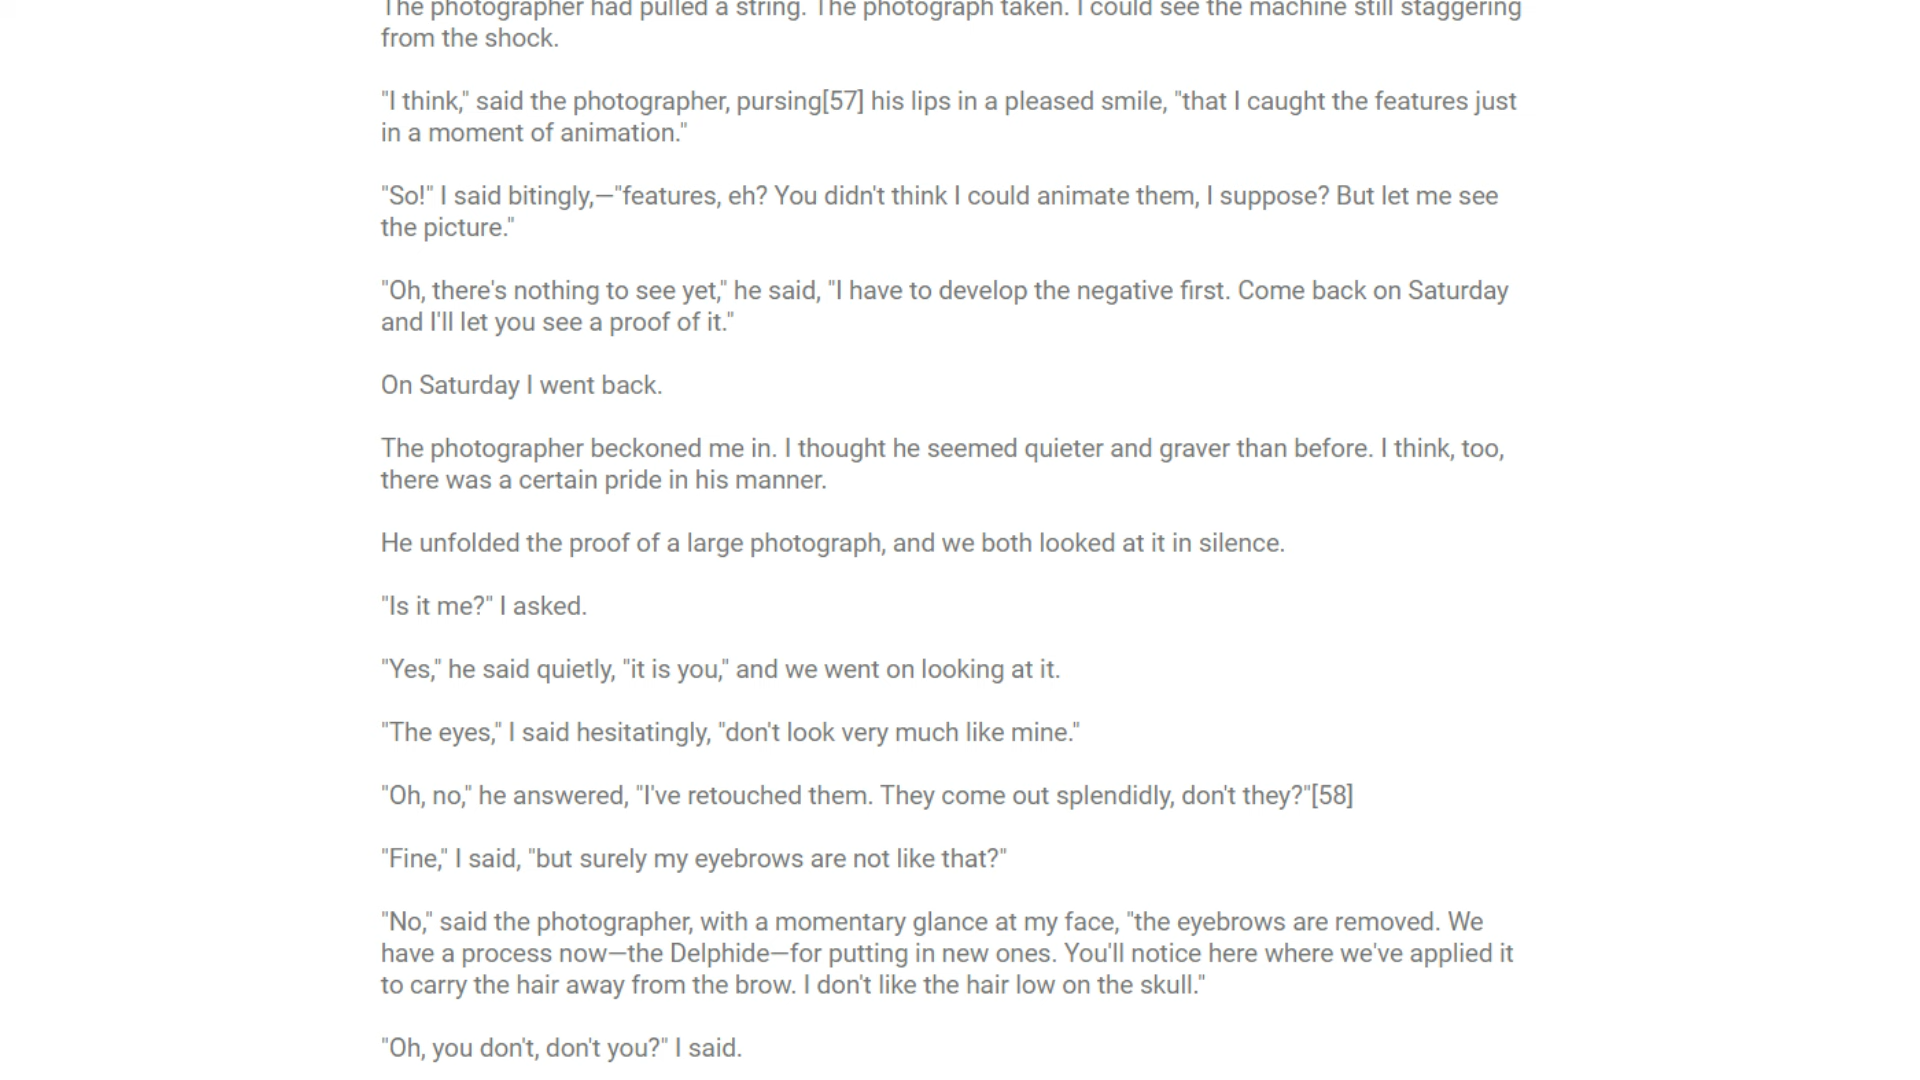 The photographer had pulled a string. The photograph taken. I could see the machine still staggering
from the shock.
"I think," said the photographer, pursing[57] his lips in a pleased smile, "that I caught the features just
in a moment of animation."
"So!" I said bitingly,—"features, eh? You didn't think I could animate them, I suppose? But let me see
the picture."
"Oh, there's nothing to see yet," he said, "I have to develop the negative first. Come back on Saturday
and I'll let you see a proof of it."
On Saturday I went back.
The photographer beckoned me in. I thought he seemed quieter and graver than before. I think, too,
there was a certain pride in his manner.
He unfolded the proof of a large photograph, and we both looked at it in silence.
"Is it me?" I asked.
"Yes," he said quietly, "it is you," and we went on looking at it.
"The eyes," I said hesitatingly, "don't look very much like mine."
"Oh, no," he answered, "I've retouched them. They come out splendidly, don't they?"[58]
"Fine," I said, "but surely my eyebrows are not like that?"
"No," said the photographer, with a momentary glance at my face, "the eyebrows are removed. We
have a process now—the Delphide—for putting in new ones. You'll notice here where we've applied it
to carry the hair away from the brow. I don't like the hair low on the skull."
"Oh, you don't, don't you?" I said.